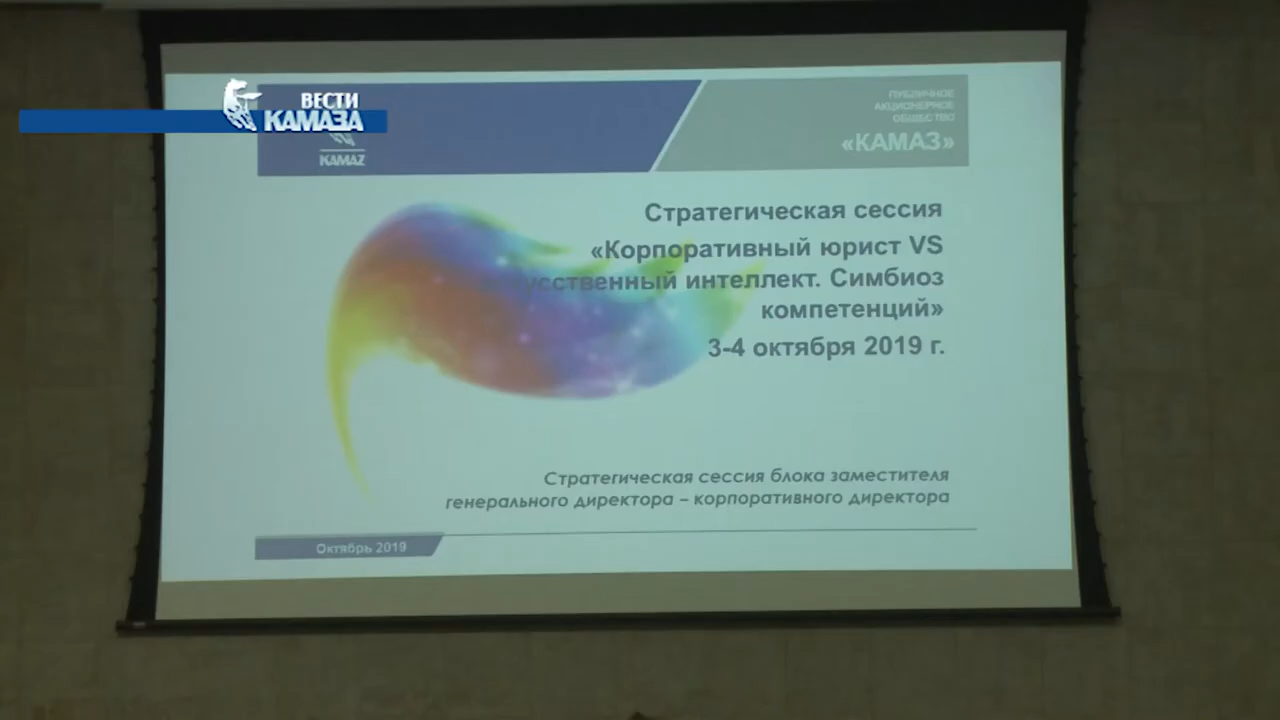 ВЕСТИ
КАМАЗА
KAMAZ
ПУБЛИЧНОЕ
АКЦИОНЕРНОЕ
ОБЩЕСТВО
«КАМАЗ»
Стратегическая сессия
«Корпоративный юрист VS
интеллект. Симбиоз
компетенций»
3-4 октября 2019 г.
Стратегическая сессия блока заместителя
генерального директора – корпоративного директора
Октябрь 2019